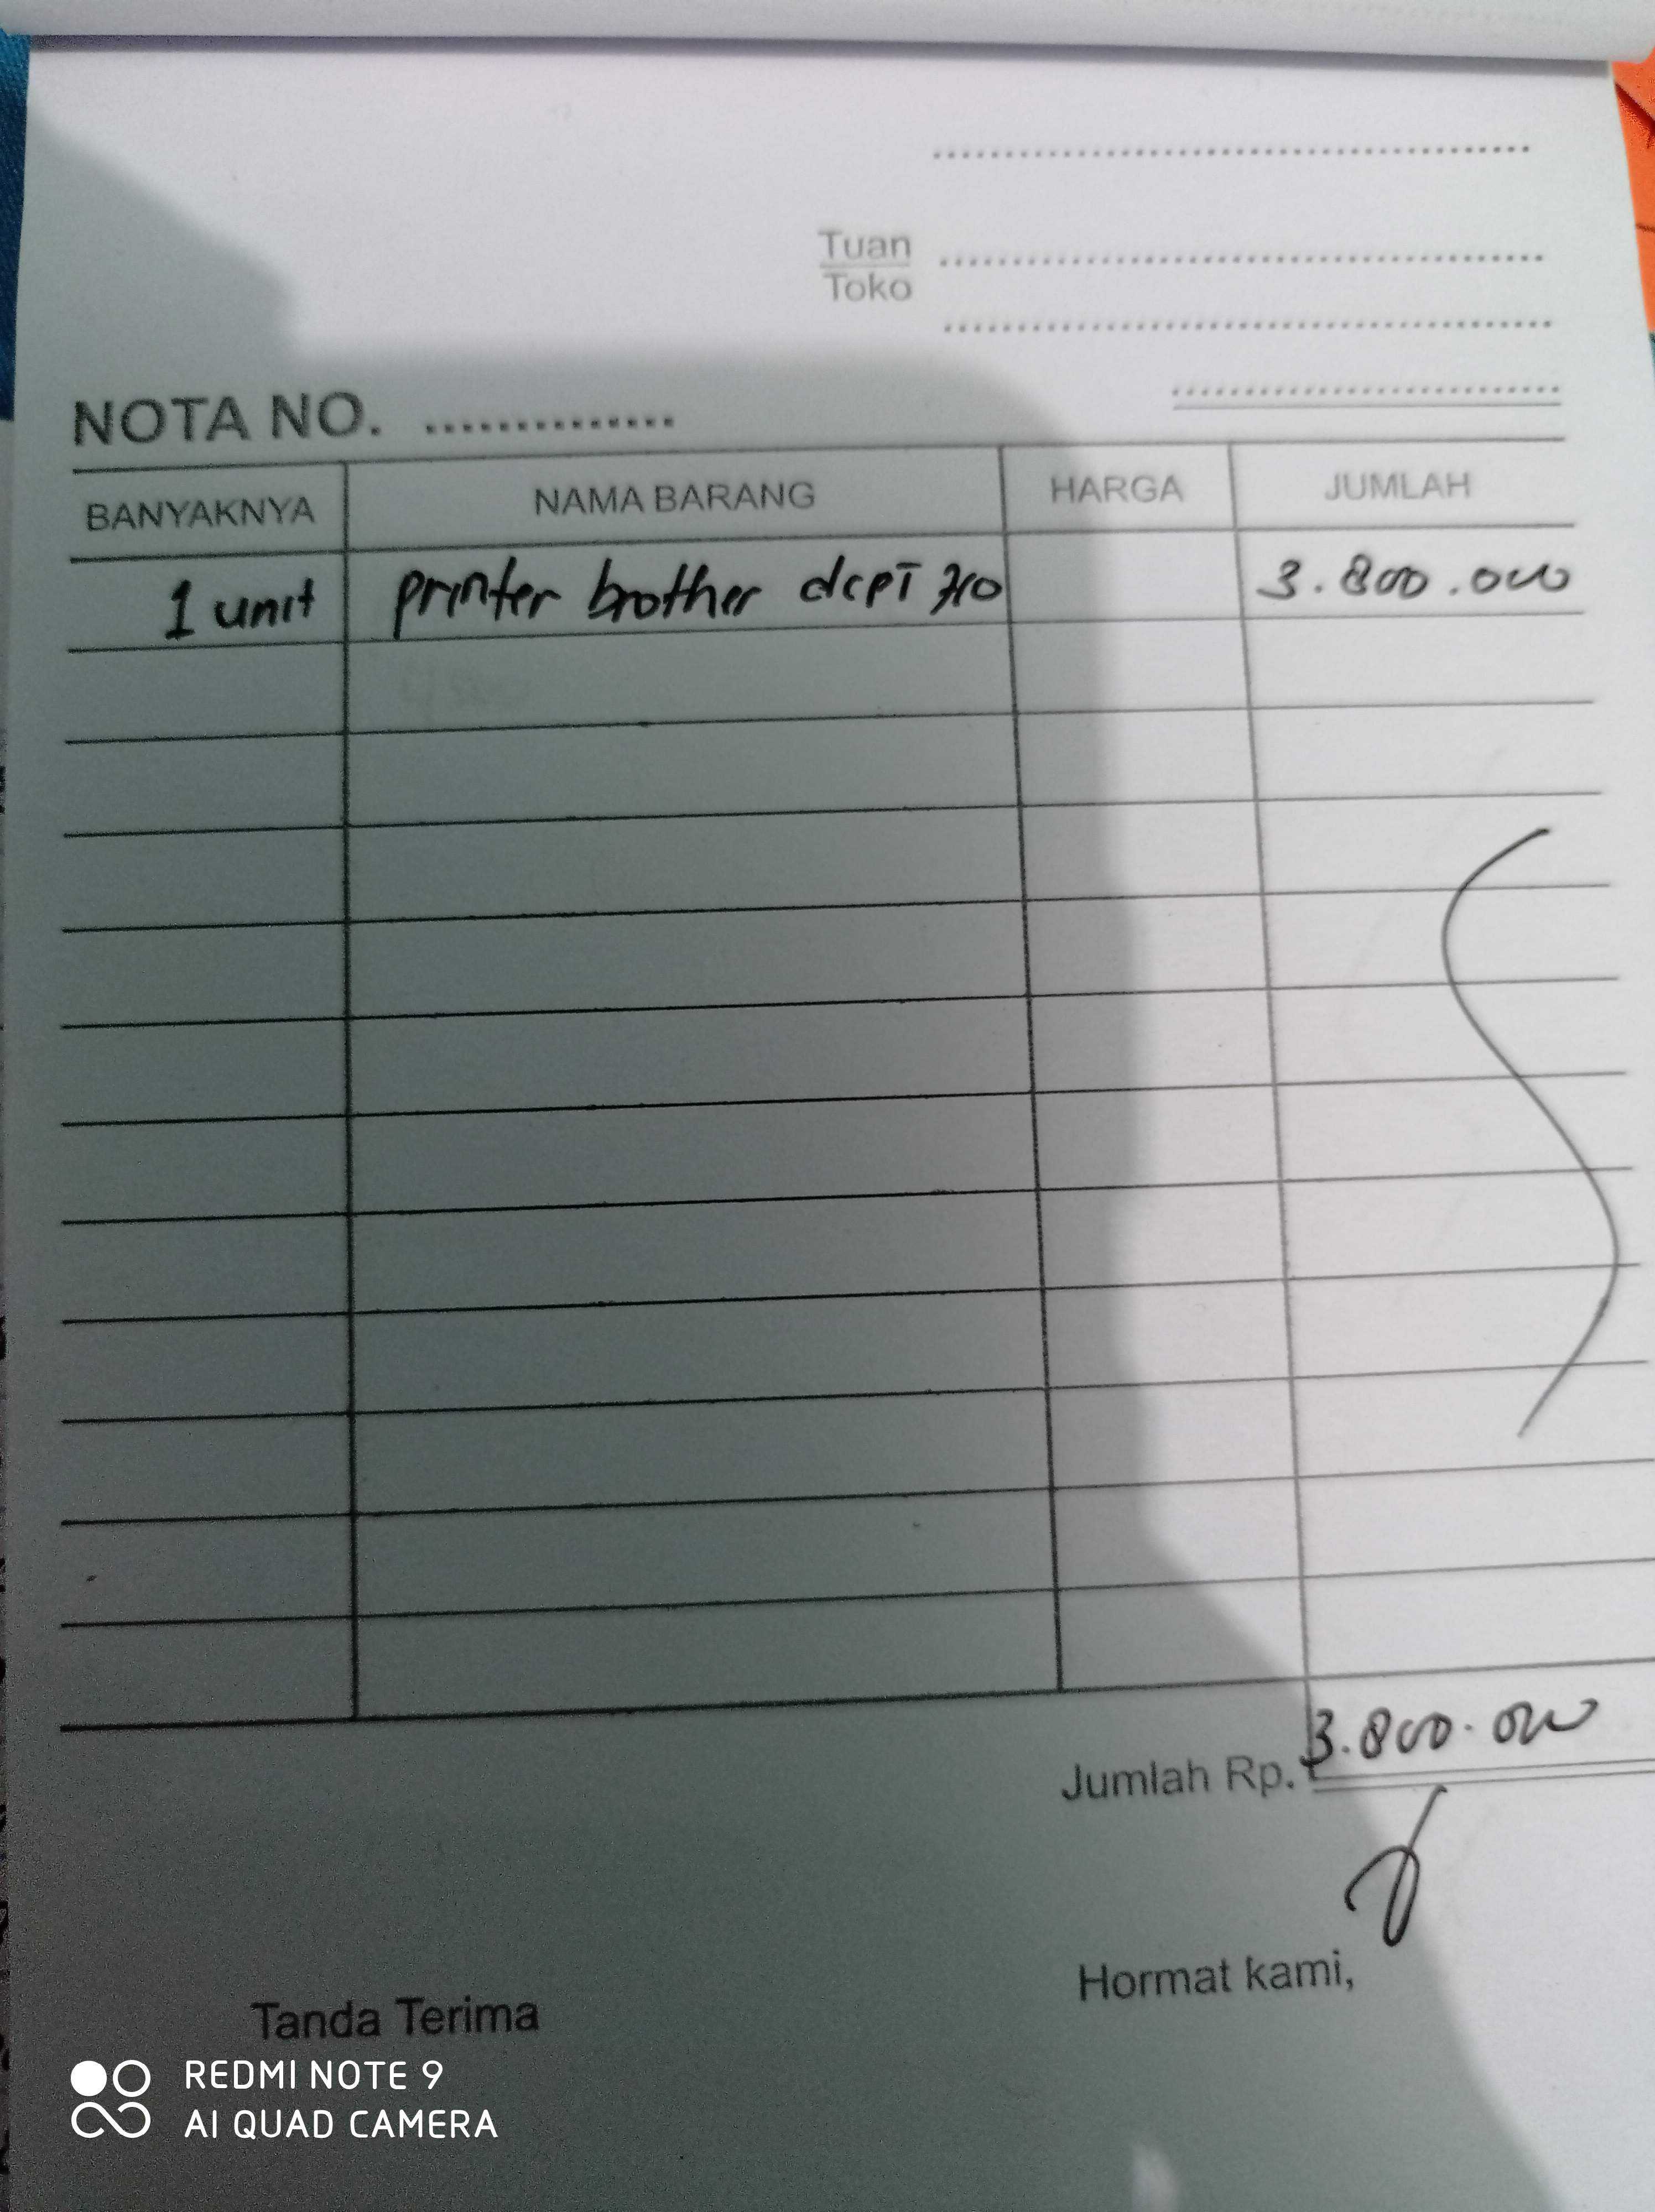 Tuan
Toko
NOTA NO. ..............
BANYAKNYA NAMA BARANG HARGA JUMLAH
1 unit printer brother dcpT 710 3.800.000
Jumlah Rp. 3.800.000
Hormat kami,
Tanda Terima
REDMI NOTE 9
AI QUAD CAMERA